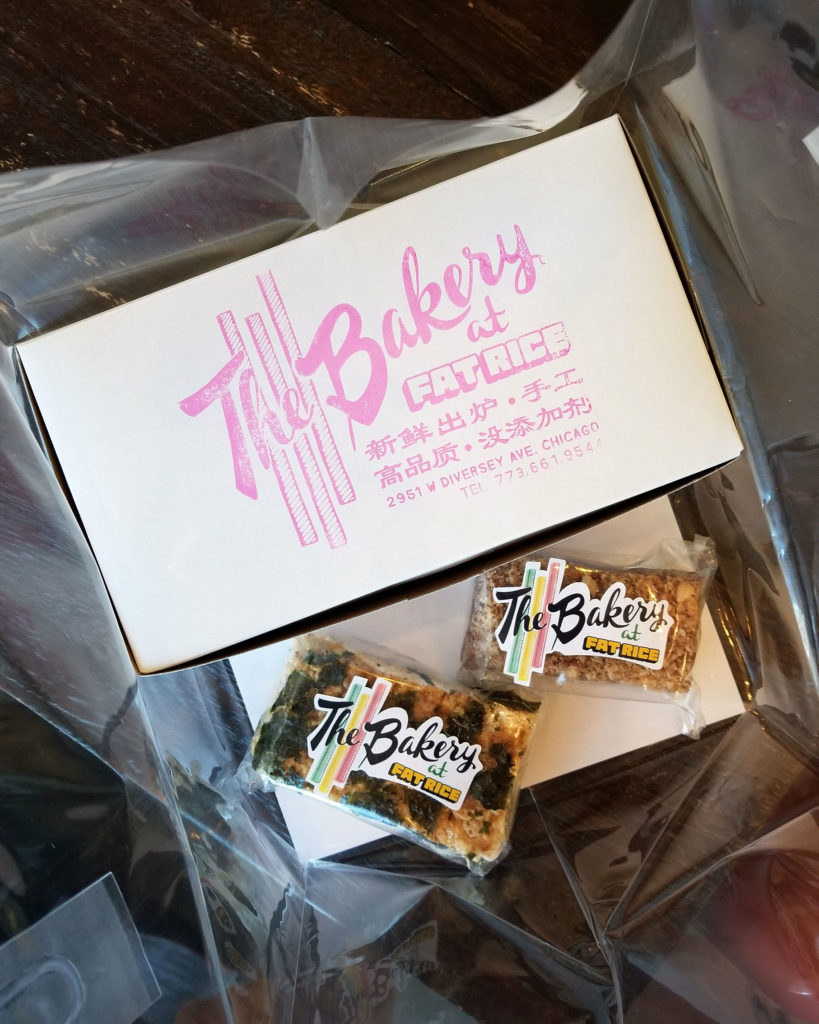 The Bakery
at
FAT RICE
新鲜出炉·手工
高品质·没添加剂
2951 W DIVERSEY AVE. CHICAGO
TEL. 773.661.9544
The Bakery
at
FAT RICE
The Bakery
at
FAT RICE